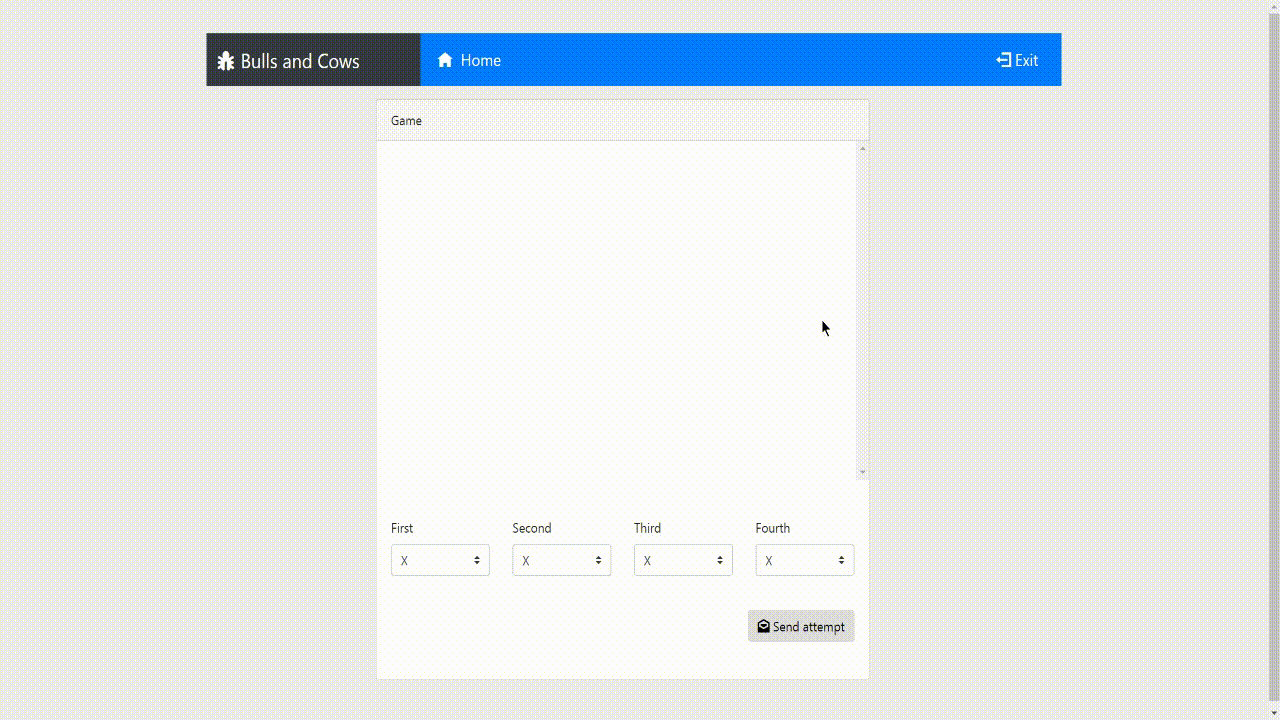 Bulls and Cows Home Exit
Game
First Second Third Fourth
X X X X
Send attempt